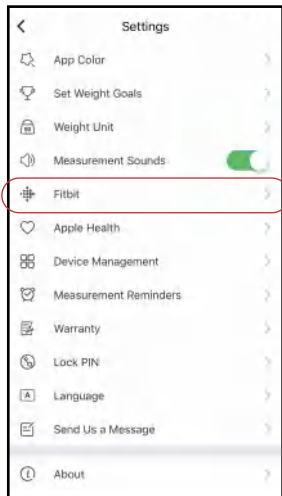 Settings
App Color
Set Weight Goals
Weight Unit
Measurement Sounds
Fitbit
Apple Health
Device Management
Measurement Reminders
Warranty
Lock PIN
A Language
Send Us a Message
About